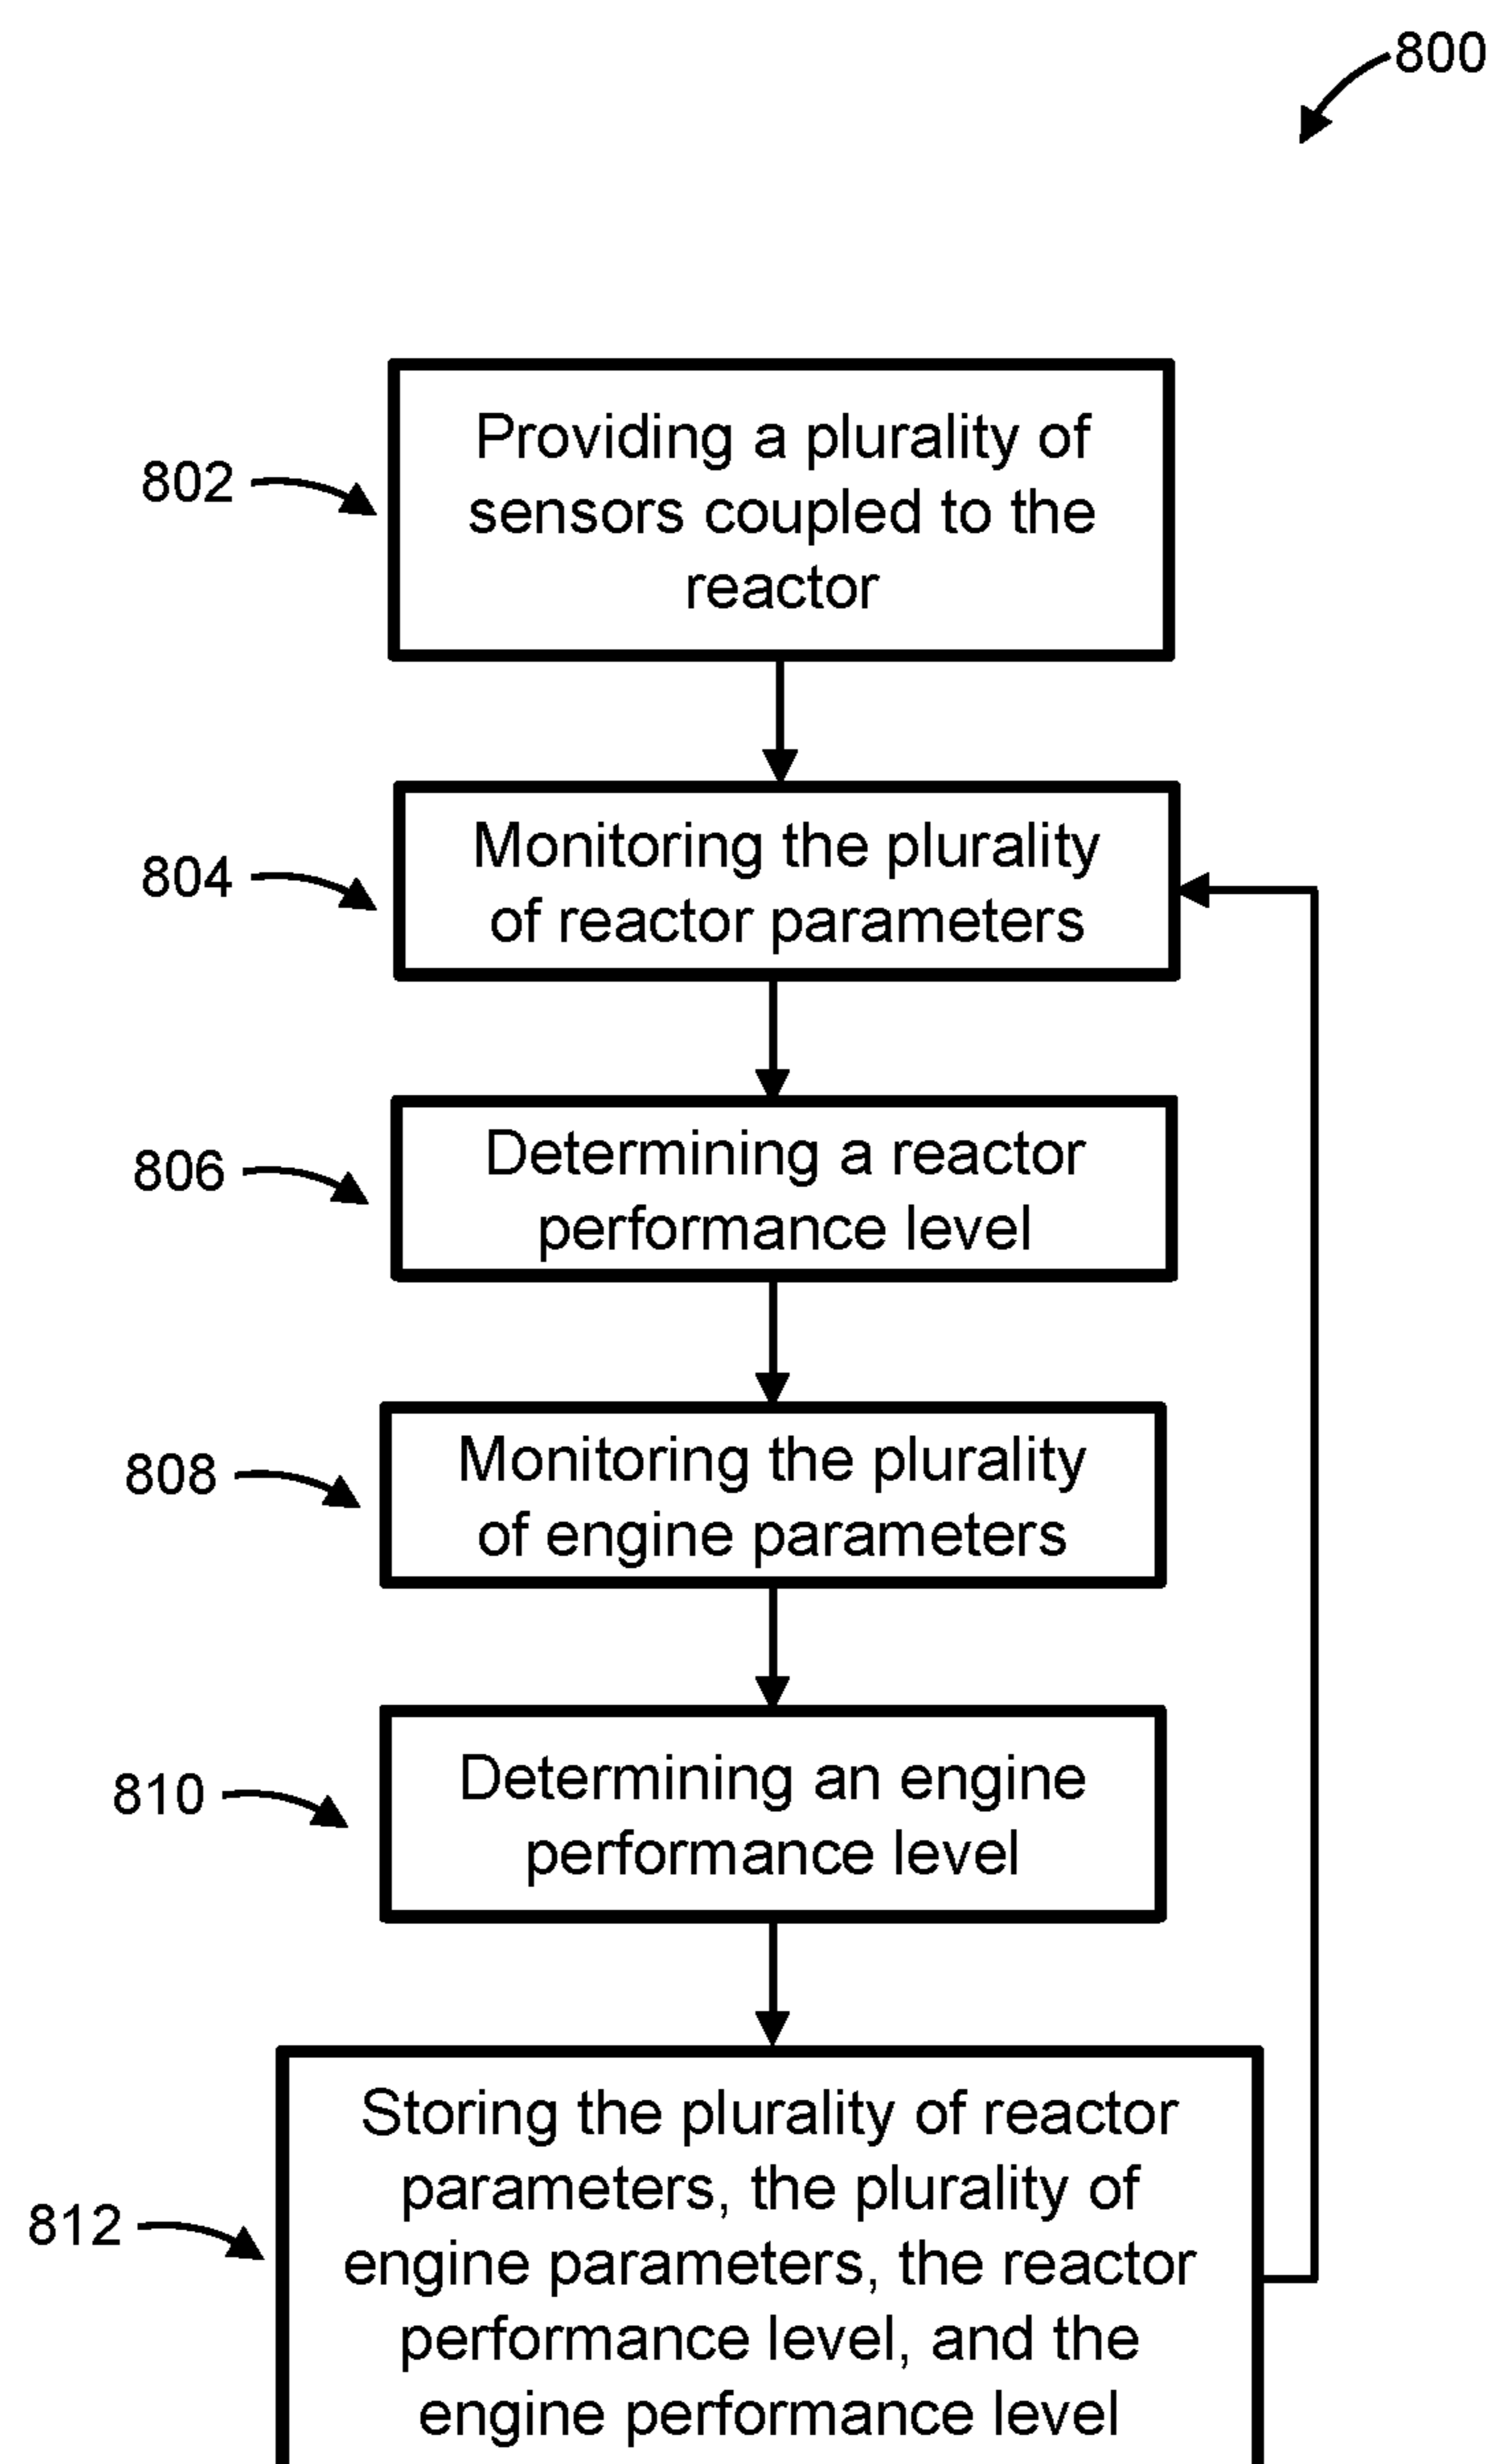 800
802
Providing a plurality of
sensors coupled to the
reactor
804
Monitoring the plurality
of reactor parameters
806
Determining a reactor
performance level
808
Monitoring the plurality
of engine parameters
810
Determining an engine
performance level
812
Storing the plurality of reactor
parameters, the plurality of
engine parameters, the reactor
performance level, and the
engine performance level